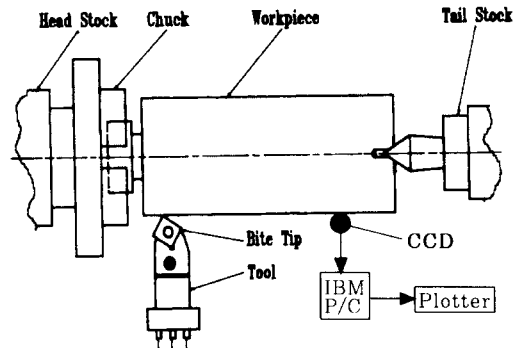 Head Stock
Chuck
Workpiece
Tail Stock
Bite Tip
CCD
Tool
IBM
P/C
Plotter